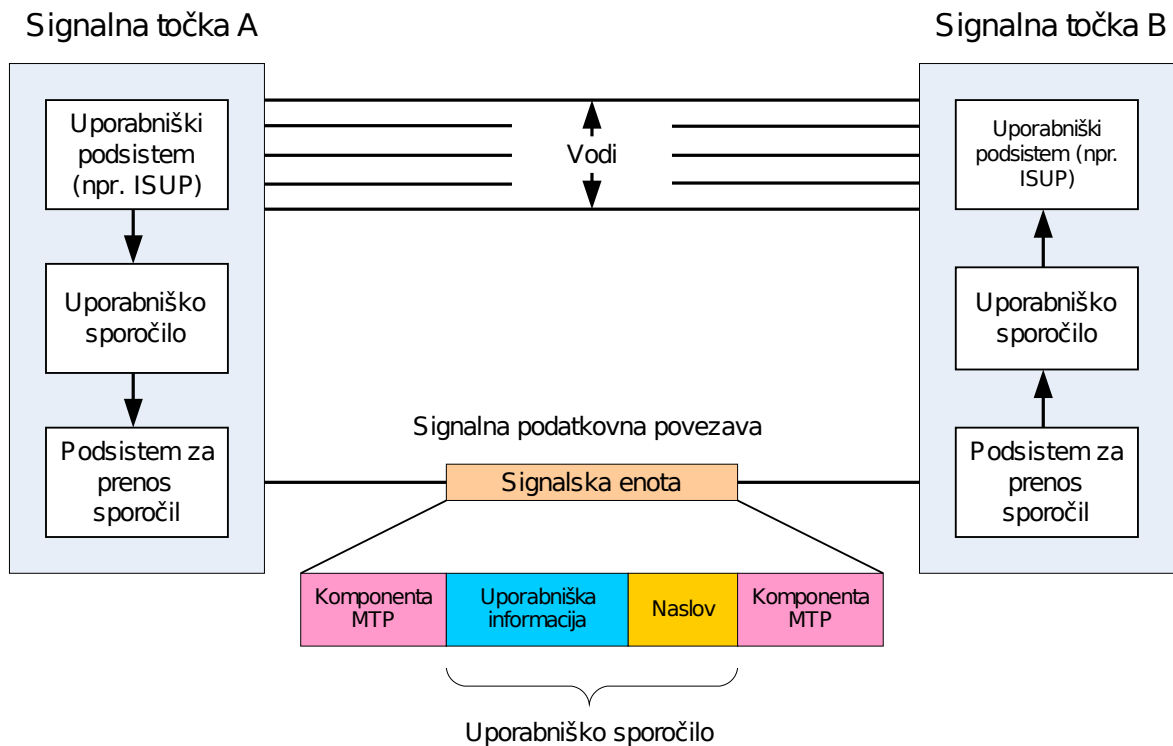 Signalna točka A
Signalna točka B
Uporabniški
podsistem
(npr. ISUP)
Vodi
Uporabniški
podsistem (npr.
ISUP)
Uporabniško
sporočilo
Uporabniško
sporočilo
Podsistem za
prenos
sporočil
Signalna podatkovna povezava
Signalska enota
Podsistem za
prenos
sporočil
Komponenta
MTP
Uporabniška
informacija
Naslov
Komponenta
MTP
Uporabniško sporočilo